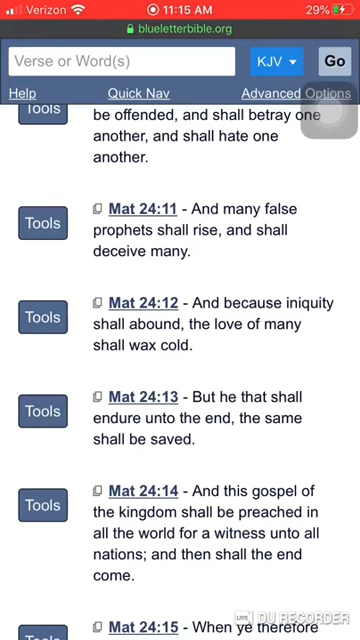 Verizon 11:15 AM 29%
blueletterbible.org
Verse or Word(s) KJV Go
Help Quick Nav Advanced Options
Tools
be offended, and shall betray one
another, and shall hate one
another.
Tools
Mat 24:11 - And many false
prophets shall rise, and shall
deceive many.
Tools
Mat 24:12 - And because iniquity
shall abound, the love of many
shall wax cold.
Tools
Mat 24:13 - But he that shall
endure unto the end, the same
shall be saved.
Tools
Mat 24:14 - And this gospel of
the kingdom shall be preached in
all the world for a witness unto all
nations; and then shall the end
come.
Tools
Mat 24:15 - When ye therefore
LIVE DU RECORDER